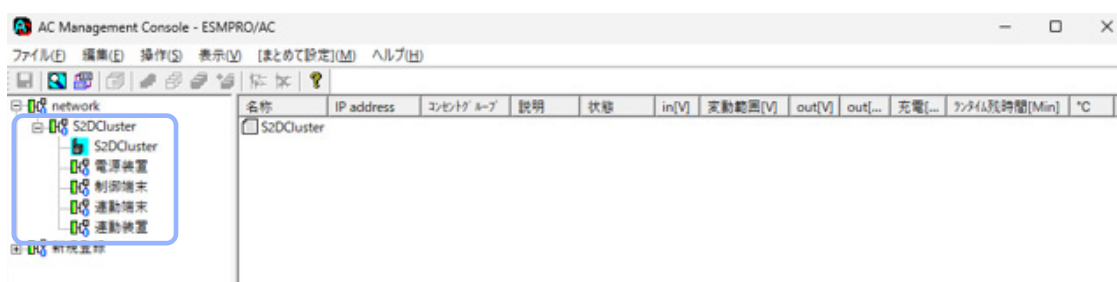 AC Management Console - ESMPRO/AC
ファイル(F) 編集(E) 操作(S) 表示(V) [まとめて設定](M) ヘルプ(H)
network
S2DCluster
S2DCluster
電源装置
制御端末
連動端末
連動装置
新規登録
名称 IP address コンセントグループ 説明 状態 in[V] 変動範囲[V] out[V] out[... 充電[... ランタイム残時間[Min] °C
S2DCluster